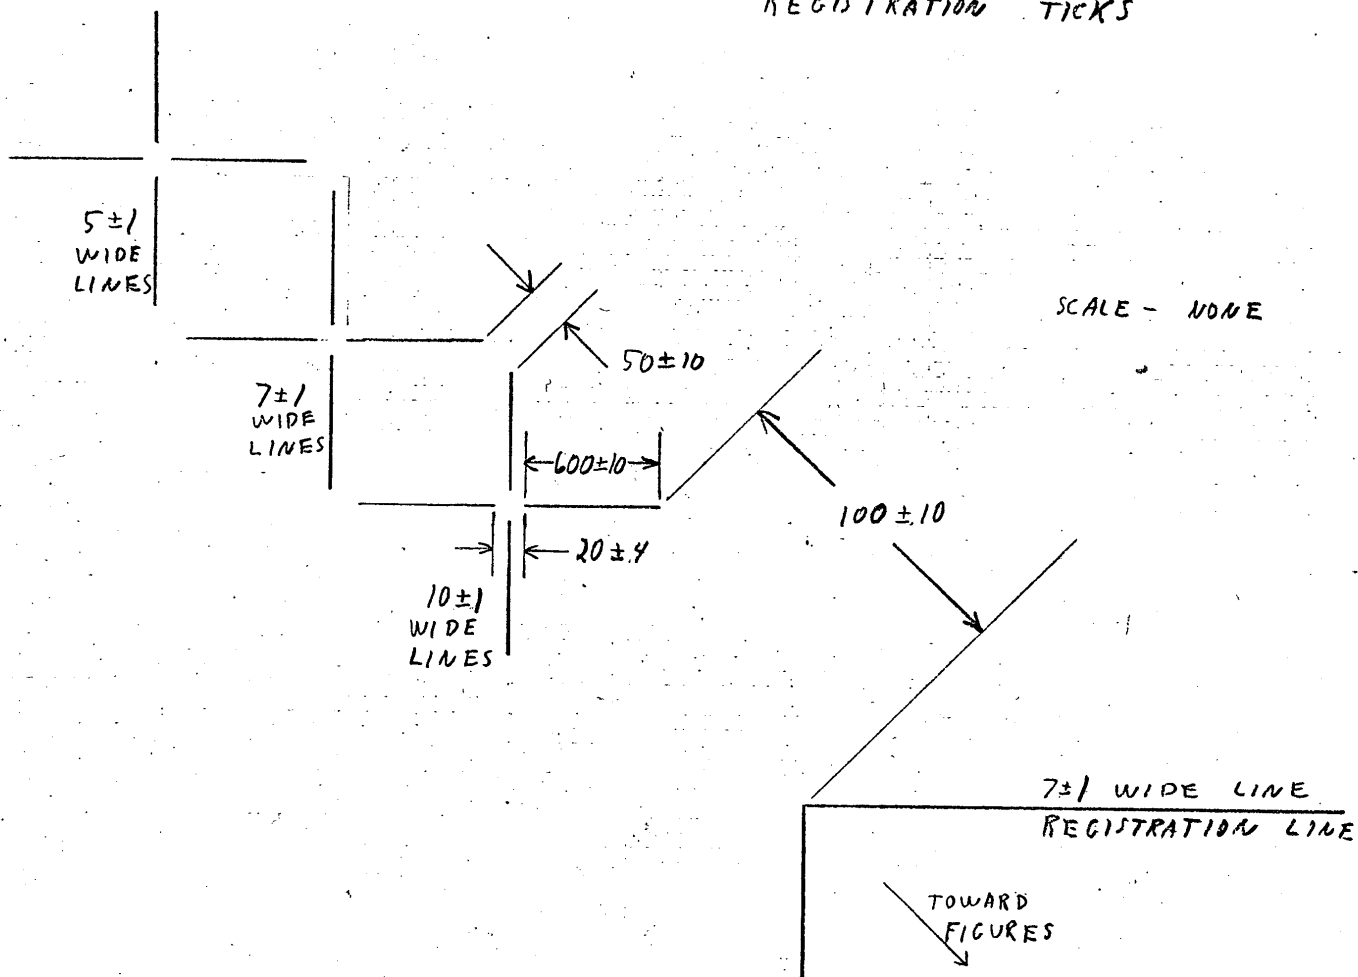 REGISTRATION TICKS
5±1
WIDE
LINES
SCALE - NONE
50±10
7±1
WIDE
LINES
600±10
100±10
20±4
10±1
WIDE
LINES
7±1 WIDE LINE
REGISTRATION LINE
TOWARD
FIGURES